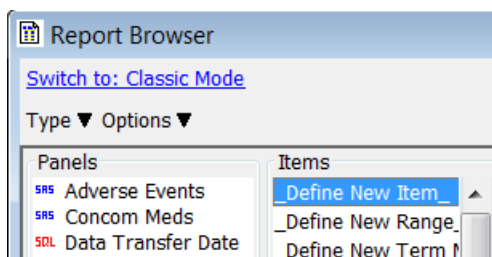 Report Browser
Switch to: Classic Mode
Type ▼ Options ▼
Panels
Items
SAS Adverse Events
SAS Concom Meds
SQL Data Transfer Date
_Define New Item_
_Define New Range_
_Define New Term